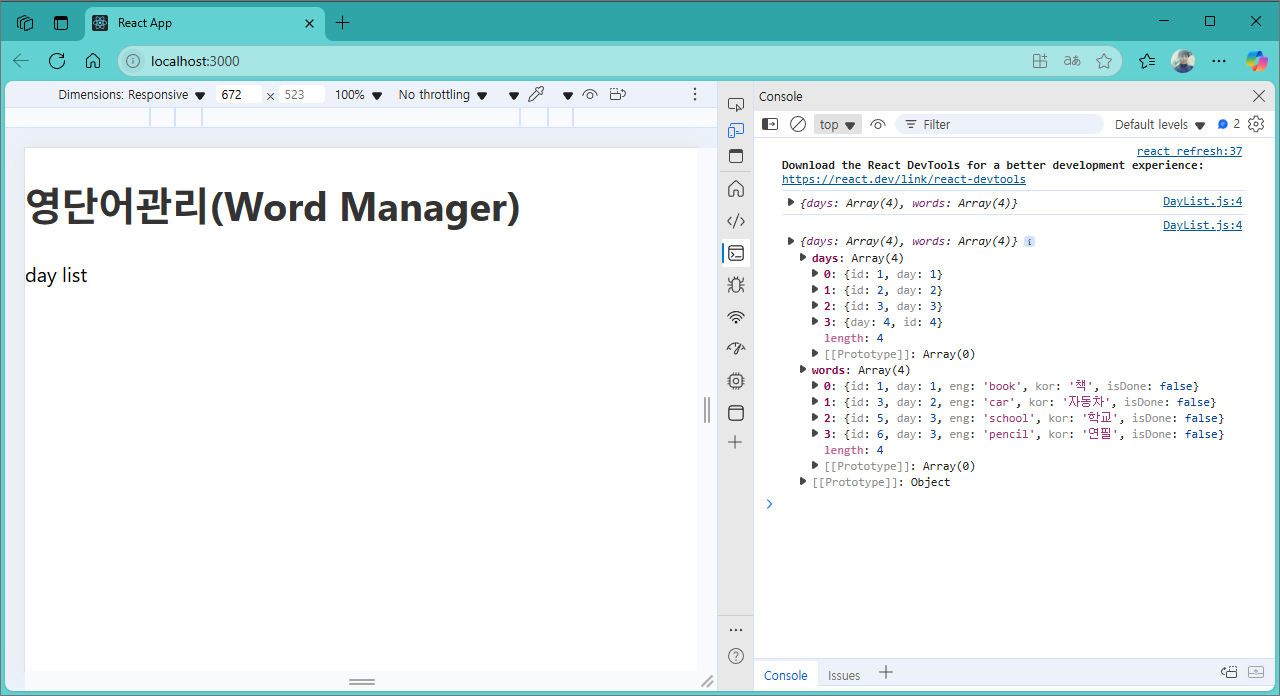 React App
localhost:3000
Dimensions: Responsive 672 × 523 100% No throttling
영단어관리(Word Manager)
day list
Console
top Filter Default levels 2
react refresh:37
Download the React DevTools for a better development experience:
https://react.dev/link/react-devtools
{days: Array(4), words: Array(4)} DayList.js:4
DayList.js:4
{days: Array(4), words: Array(4)} i
days: Array(4)
0: {id: 1, day: 1}
1: {id: 2, day: 2}
2: {id: 3, day: 3}
3: {day: 4, id: 4}
length: 4
[[Prototype]]: Array(0)
words: Array(4)
0: {id: 1, day: 1, eng: 'book', kor: '책', isDone: false}
1: {id: 3, day: 2, eng: 'car', kor: '자동차', isDone: false}
2: {id: 5, day: 3, eng: 'school', kor: '학교', isDone: false}
3: {id: 6, day: 3, eng: 'pencil', kor: '연필', isDone: false}
length: 4
[[Prototype]]: Array(0)
[[Prototype]]: Object
Console Issues